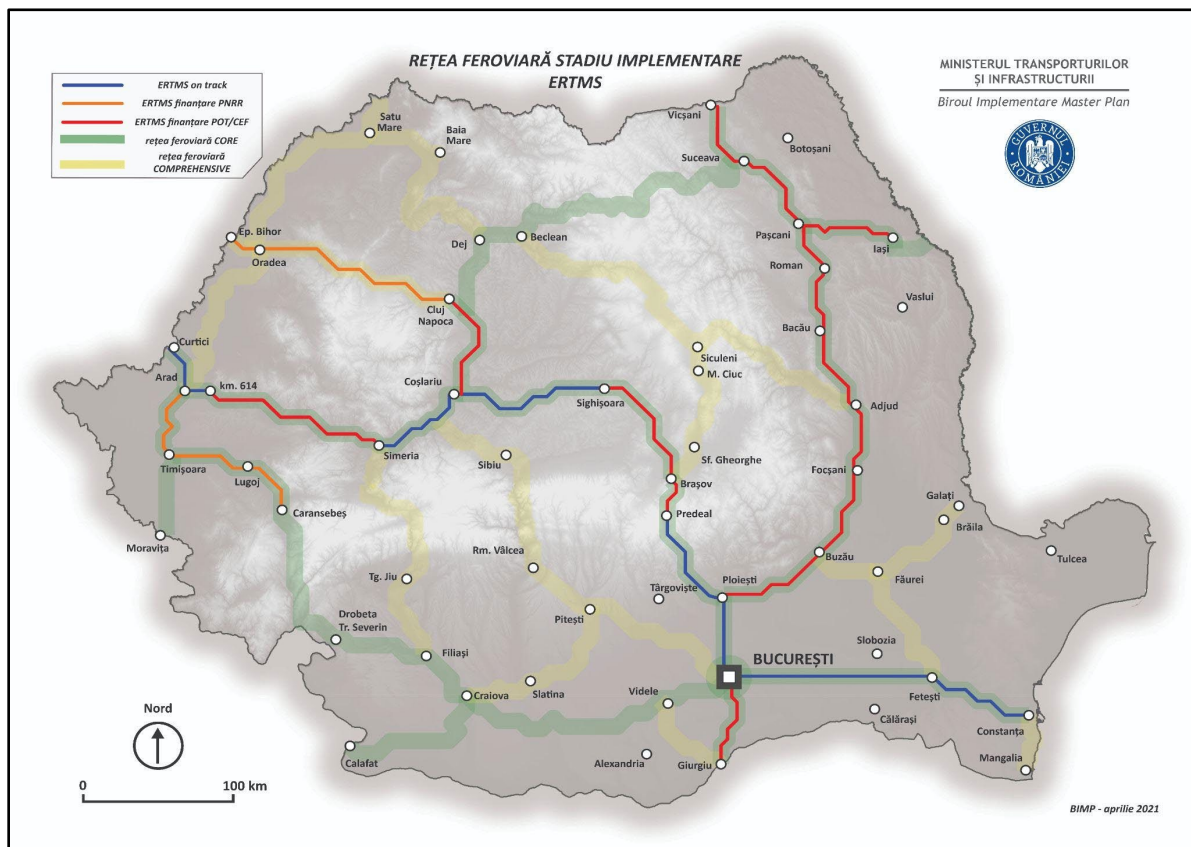 REȚEA FEROVIARĂ STADIU IMPLEMENTARE
ERTMS
MINISTERUL TRANSPORTURILOR
ȘI INFRASTRUCTURII
Biroul Implementare Master Plan
GUVERNUL ROMÂNIEI
ERTMS on track
ERTMS finanțare PNRR
ERTMS finanțare POT/CEF
rețea feroviară CORE
rețea feroviară
COMPREHENSIVE
Satu
Mare
Baia
Mare
Vicșani
Botoșani
Suceava
Ep. Bihor
Oradea
Dej
Beclean
Pașcani
Iași
Roman
Cluj
Napoca
Vaslui
Bacău
Curtici
Arad
km. 614
Coșlariu
Sighișoara
Siculeni
M. Ciuc
Adjud
Simeria
Sibiu
Sf. Gheorghe
Timișoara
Lugoj
Brașov
Focșani
Caransebeș
Predeal
Galați
Brăila
Moravița
Rm. Vâlcea
Buzău
Tulcea
Tg. Jiu
Târgoviște
Ploiești
Făurei
Drobeta
Tr. Severin
Pitești
Slobozia
Filiași
BUCUREȘTI
Slatina
Craiova
Videle
Fetești
Călărași
Constanța
Calafat
Alexandria
Giurgiu
Mangalia
Nord
0
100 km
BIMP - aprilie 2021